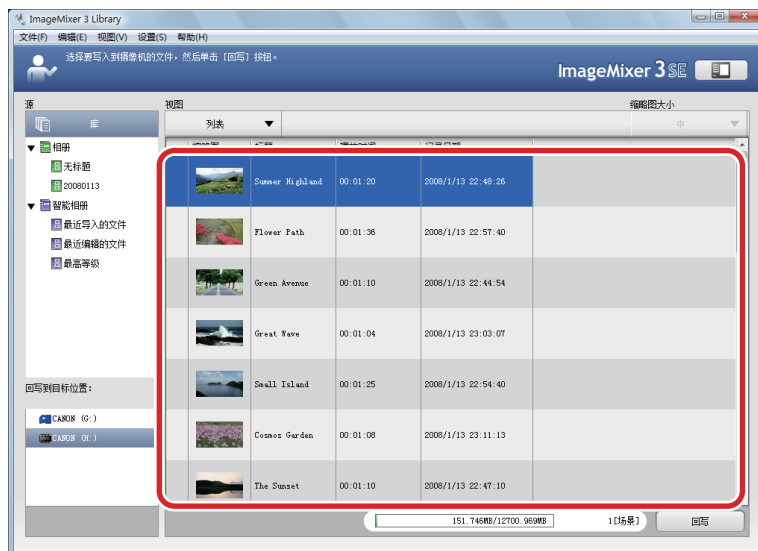 ImageMixer 3 Library
文件(F) 编辑(E) 视图(V) 设置(S) 帮助(H)
选择要写入到摄像机的文件，然后单击 [回写] 按钮。
ImageMixer 3 SE
源
视图
缩略图大小
库
列表
中
相册
无标题
20080113
智能相册
最近导入的文件
最近编辑的文件
最高等级
Summer Highland 00:01:20 2008/1/13 22:48:26
Flower Path 00:01:36 2008/1/13 22:57:40
Green Avenue 00:01:10 2008/1/13 22:44:54
Great Wave 00:01:04 2008/1/13 23:03:07
Small Island 00:01:25 2008/1/13 22:54:40
Cosmos Garden 00:01:08 2008/1/13 23:11:13
The Sunset 00:01:10 2008/1/13 22:47:10
回写到目标位置：
CANON (G:)
CANON (H:)
151.746MB/12700.969MB
1[场景]
回写